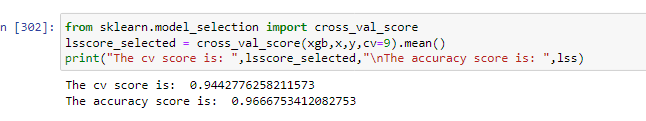 n [302]: from sklearn.model_selection import cross_val_score
lsscore_selected = cross_val_score(xgb,x,y,cv=9).mean()
print("The cv score is: ",lsscore_selected,"\nThe accuracy score is: ",lss)
The cv score is:  0.9442776258211573
The accuracy score is:  0.9666753412082753